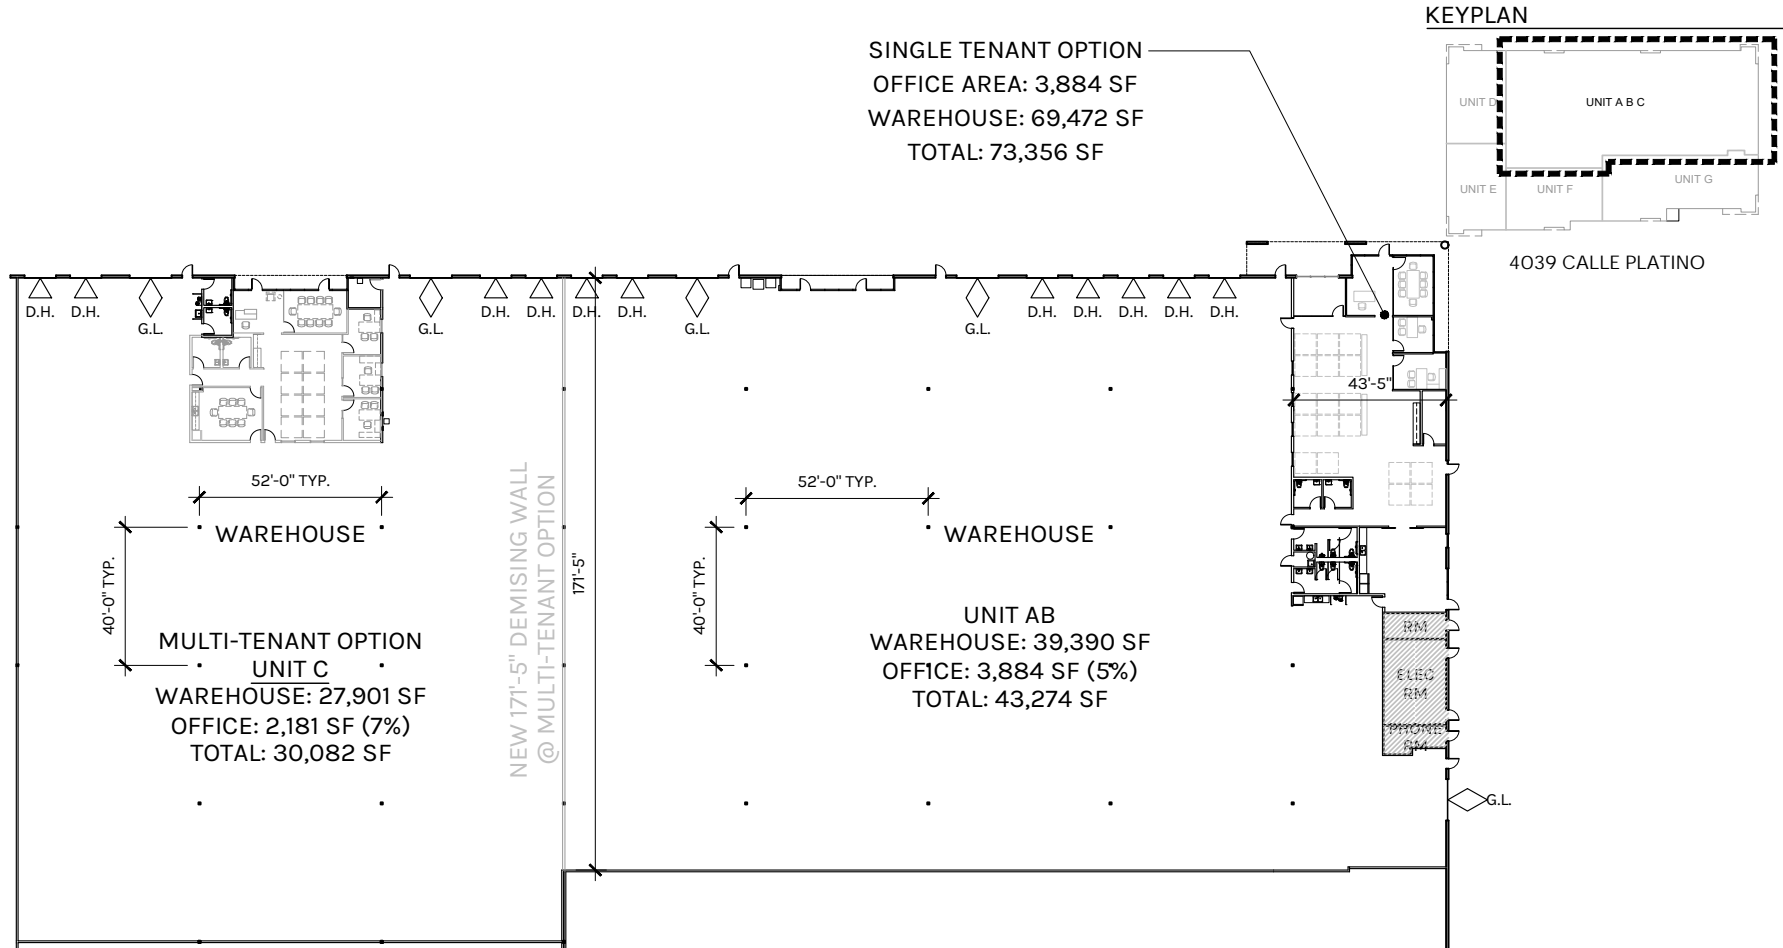 KEYPLAN
SINGLE TENANT OPTION
OFFICE AREA: 3,884 SF
WAREHOUSE: 69,472 SF
TOTAL: 73,356 SF
UNIT D
UNIT A B C
UNIT E
UNIT F
UNIT G
4039 CALLE PLATINO
D.H.
D.H.
G.L.
G.L.
D.H.
D.H.
D.H.
D.H.
G.L.
G.L.
D.H.
D.H.
D.H.
D.H.
D.H.
43'-5"
52'-0" TYP.
52'-0" TYP.
WAREHOUSE
WAREHOUSE
40'-0" TYP.
NEW 171'-5" DEMISING WALL
@ MULTI-TENANT OPTION
171'-5"
40'-0" TYP.
MULTI-TENANT OPTION
UNIT C
WAREHOUSE: 27,901 SF
OFFICE: 2,181 SF (7%)
TOTAL: 30,082 SF
UNIT AB
WAREHOUSE: 39,390 SF
OFFICE: 3,884 SF (5%)
TOTAL: 43,274 SF
RM
ELEC
RM
PHONE
RM
G.L.